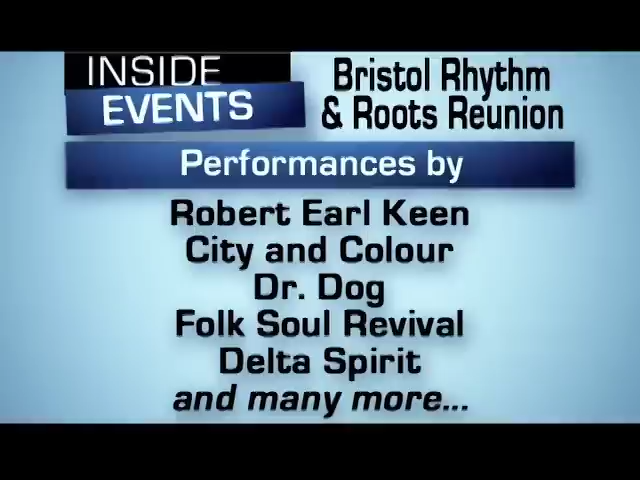 INSIDE
EVENTS
Bristol Rhythm
& Roots Reunion
Performances by
Robert Earl Keen
City and Colour
Dr. Dog
Folk Soul Revival
Delta Spirit
and many more...